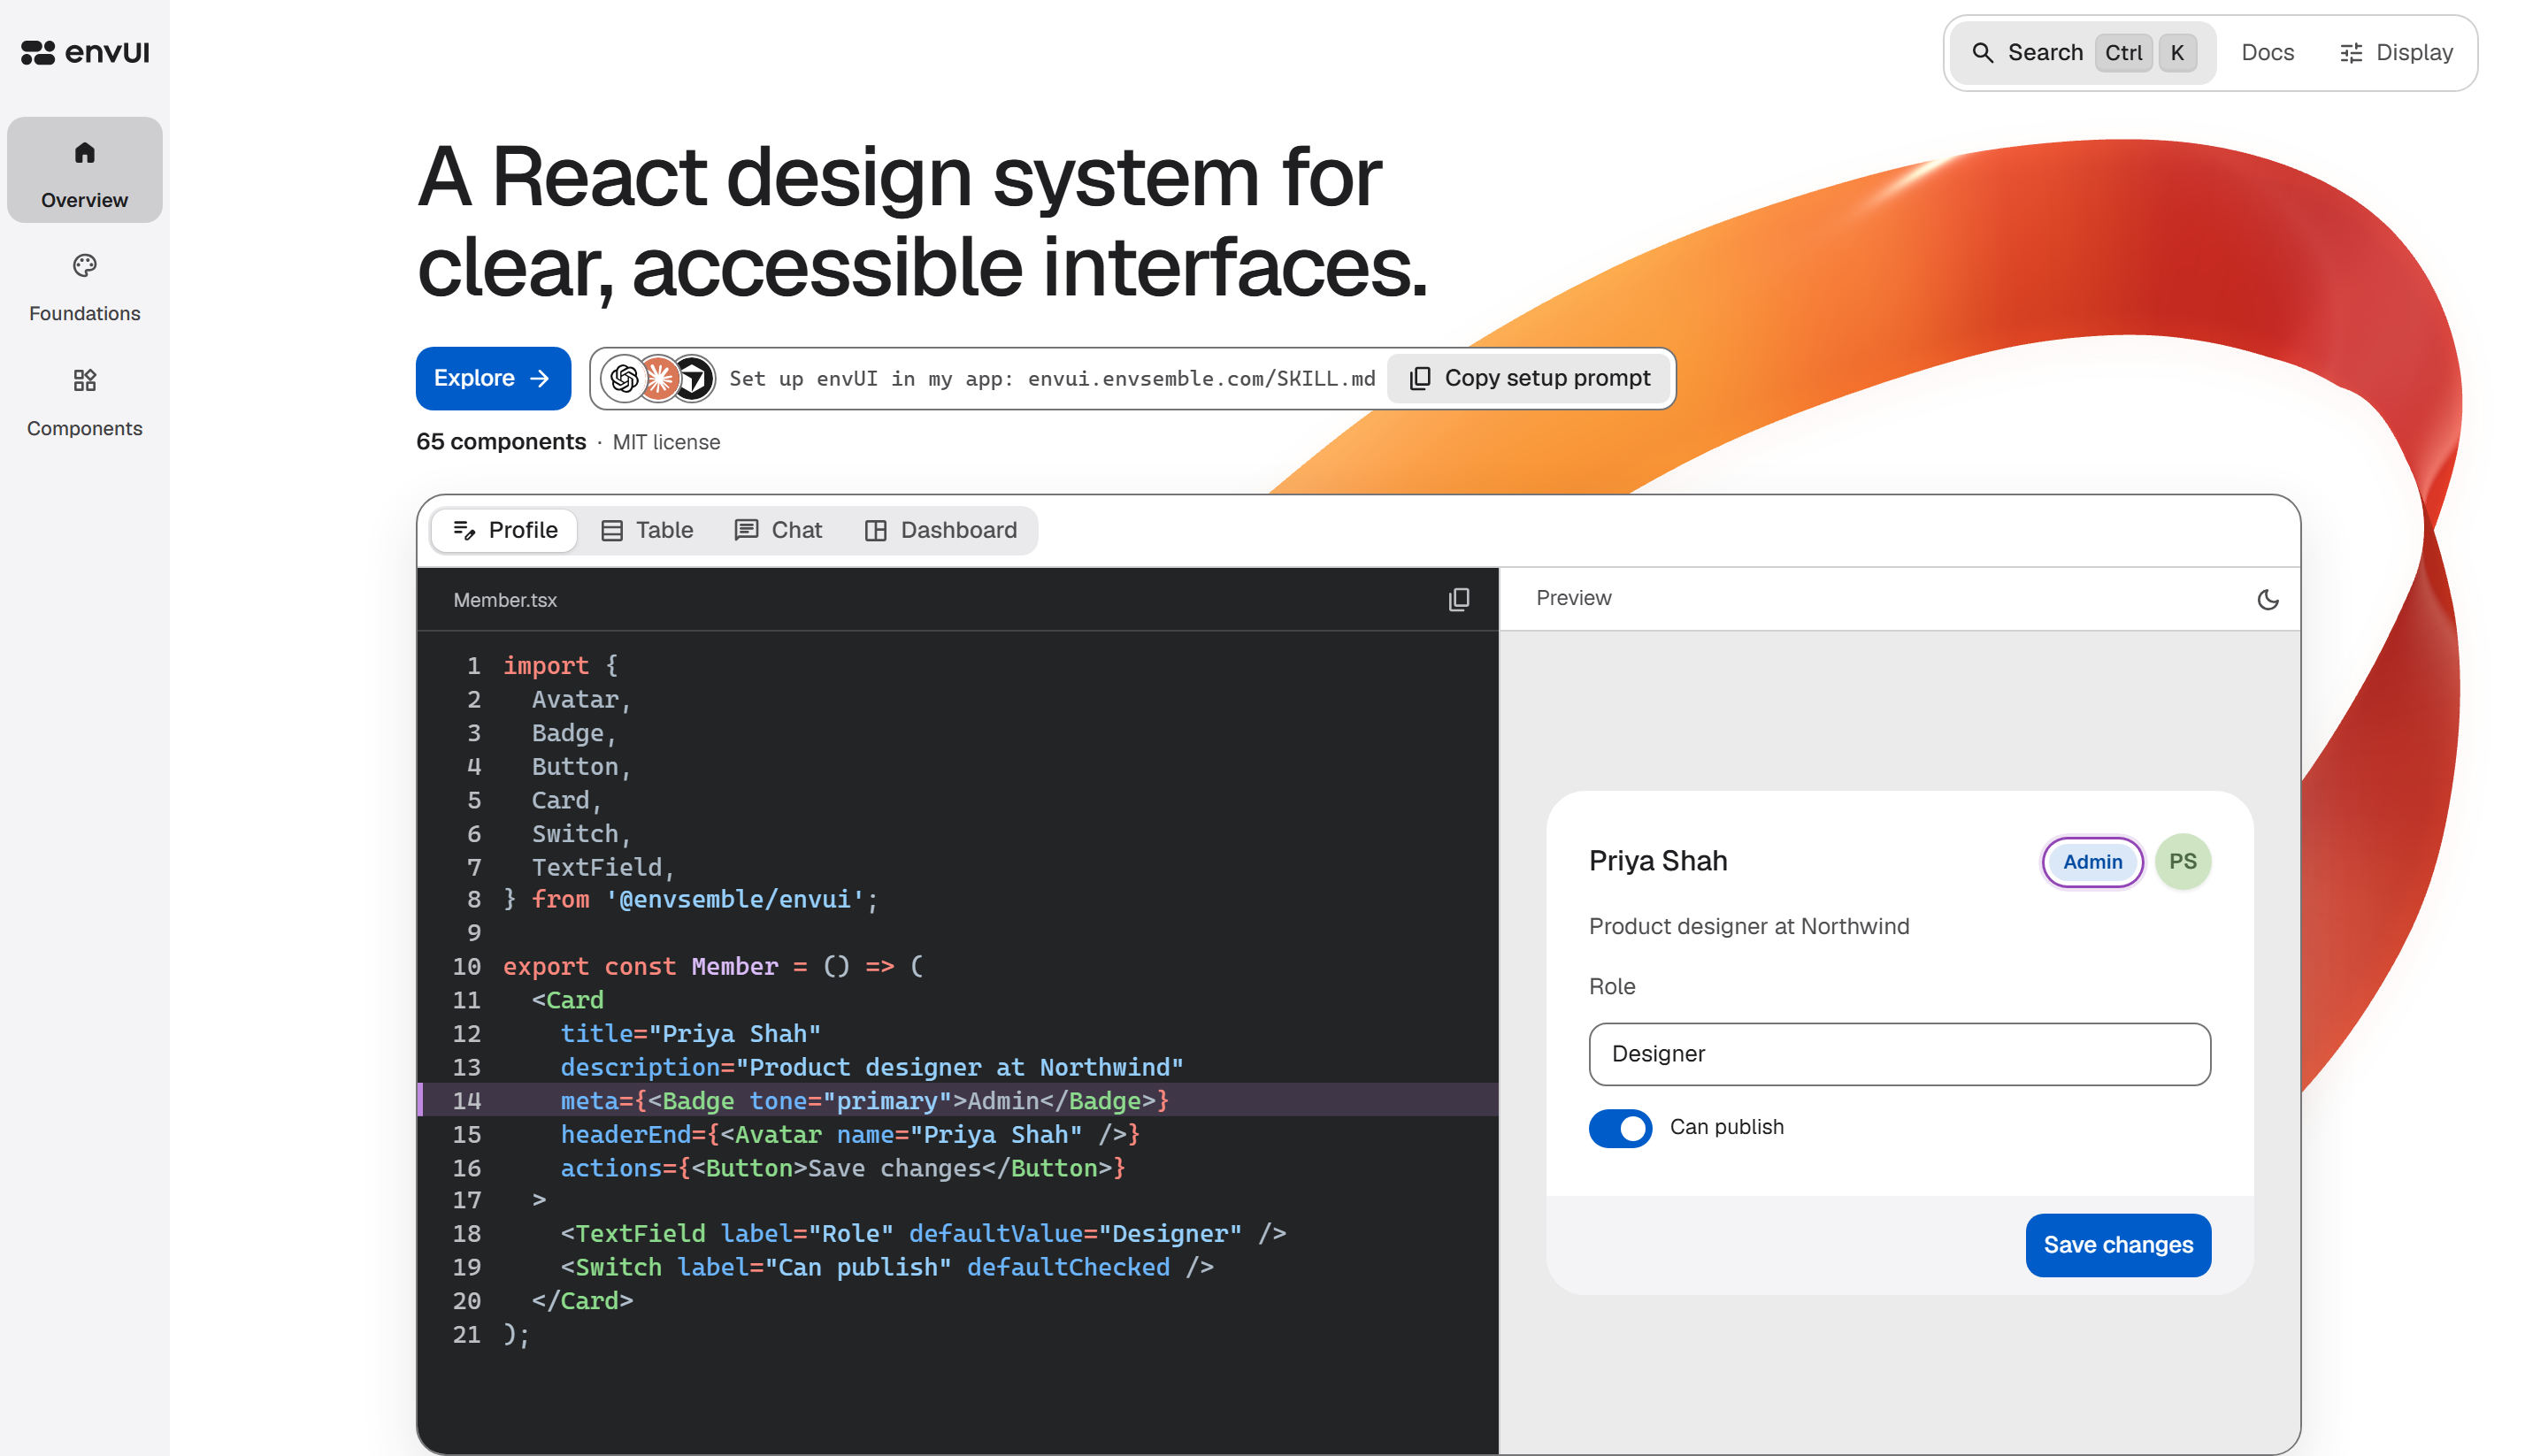 envUI
Overview
Foundations
Components
Search Ctrl K Docs Display
A React design system for
clear, accessible interfaces.
Explore
Set up envUI in my app: envui.envsemble.com/SKILL.md
Copy setup prompt
65 components · MIT license
Profile Table Chat Dashboard
Member.tsx
1 import {
2   Avatar,
3   Badge,
4   Button,
5   Card,
6   Switch,
7   TextField,
8 } from '@envsemble/envui';
9
10 export const Member = () => (
11   <Card
12     title="Priya Shah"
13     description="Product designer at Northwind"
14     meta={<Badge tone="primary">Admin</Badge>}
15     headerEnd={<Avatar name="Priya Shah" />}
16     actions={<Button>Save changes</Button>}
17   >
18     <TextField label="Role" defaultValue="Designer" />
19     <Switch label="Can publish" defaultChecked />
20   </Card>
21 );
Preview
Priya Shah
Admin
PS
Product designer at Northwind
Role
Designer
Can publish
Save changes